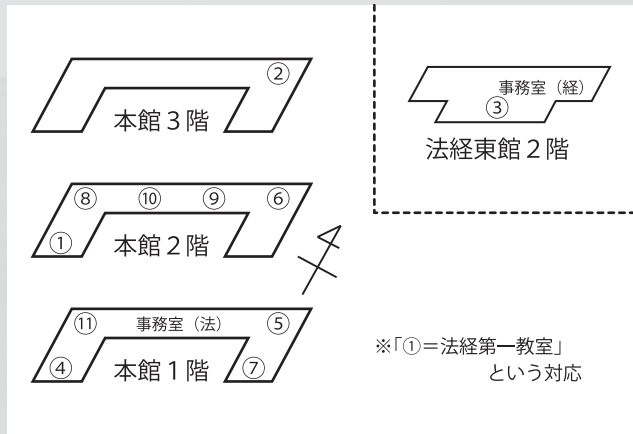 ②
本館３階
事務室（経）
③
法経東館２階
⑧ ⑩ ⑨ ⑥
①
本館２階
⑪ 事務室（法） ⑤
④ ⑦
本館１階
※「①＝法経第一教室」
という対応